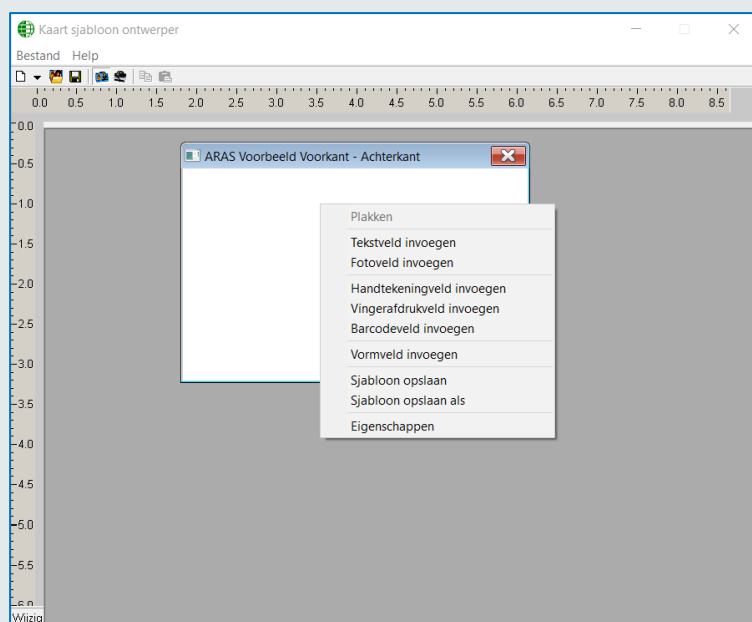 Kaart sjabloon ontwerper
Bestand Help
0.0 0.5 1.0 1.5 2.0 2.5 3.0 3.5 4.0 4.5 5.0 5.5 6.0 6.5 7.0 7.5 8.0 8.5
0.0
0.5
1.0
1.5
2.0
2.5
3.0
3.5
4.0
4.5
5.0
5.5
6.0
ARAS Voorbeeld Voorkant - Achterkant
Plakken
Tekstveld invoegen
Fotoveld invoegen
Handtekeningveld invoegen
Vingerafdrukveld invoegen
Barcodeveld invoegen
Vormveld invoegen
Sjabloon opslaan
Sjabloon opslaan als
Eigenschappen
Wijzig